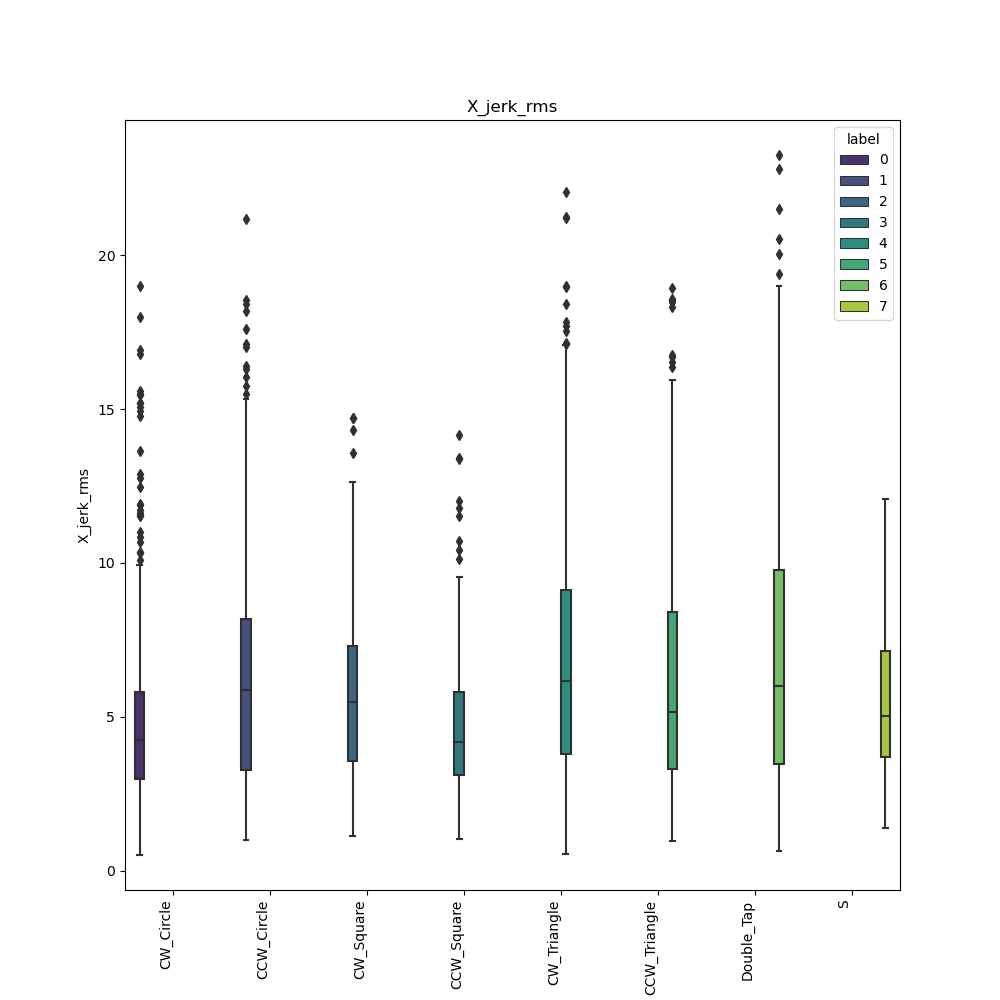 X_jerk_rms
label
0
1
2
3
4
5
6
7
X_jerk_rms
20
15
10
5
0
CW_Circle
CCW_Circle
CW_Square
CCW_Square
CW_Triangle
CCW_Triangle
Double_Tap
S